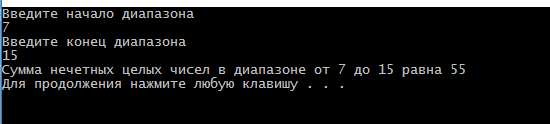 Введите начало диапазона
7
Введите конец диапазона
15
Сумма нечетных целых чисел в диапазоне от 7 до 15 равна 55
Для продолжения нажмите любую клавишу . . .